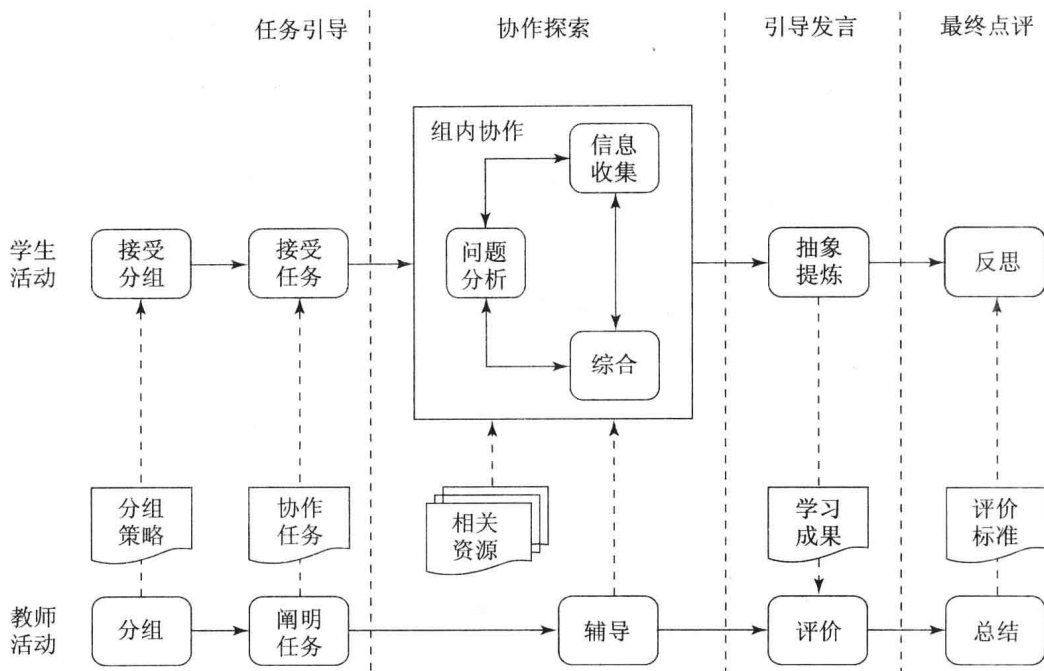 任务引导
协作探索
引导发言
最终点评
组内协作
信息
收集
学生
活动
接受
分组
接受
任务
问题
分析
抽象
提炼
反思
综合
分组
策略
协作
任务
相关
资源
学习
成果
评价
标准
教师
活动
分组
阐明
任务
辅导
评价
总结